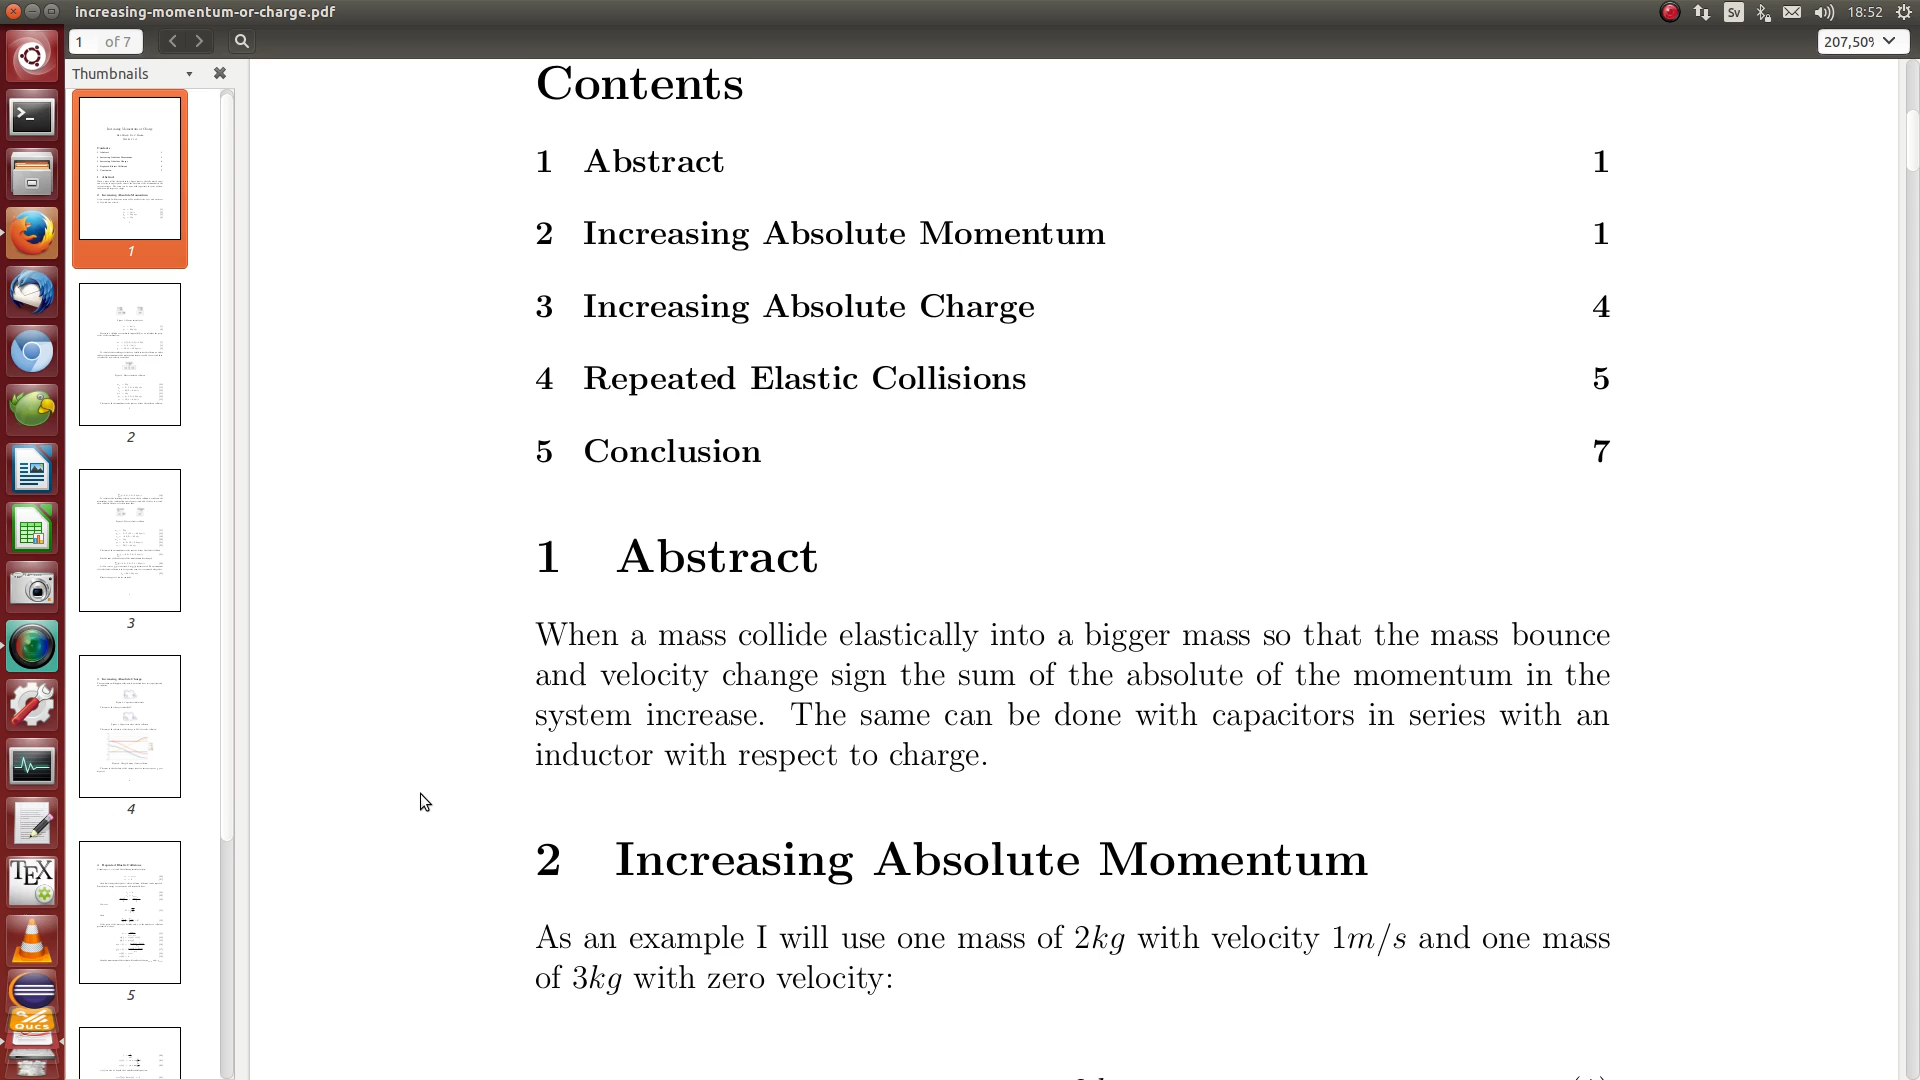 increasing-momentum-or-charge.pdf
Sv
18:52
1 of 7
207,50%
Thumbnails
1
2
3
4
5
TEX
Qucs
Contents
1 Abstract 1
2 Increasing Absolute Momentum 1
3 Increasing Absolute Charge 4
4 Repeated Elastic Collisions 5
5 Conclusion 7
1 Abstract
When a mass collide elastically into a bigger mass so that the mass bounce
and velocity change sign the sum of the absolute of the momentum in the
system increase. The same can be done with capacitors in series with an
inductor with respect to charge.
2 Increasing Absolute Momentum
As an example I will use one mass of 2kg with velocity 1m/s and one mass
of 3kg with zero velocity: